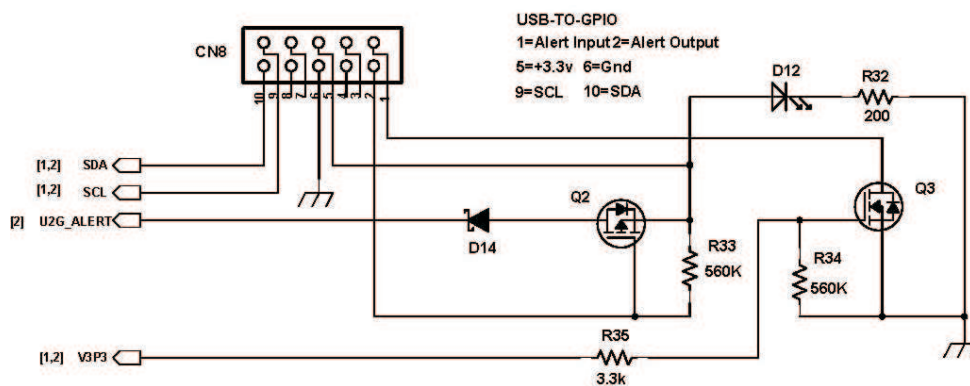 USB-TO-GPIO
1=Alert Input 2=Alert Output
5=+3.3v 6=Gnd
9=SCL 10=SDA
CN8
10 9 8 7 6 5 4 3 2 1
D12
R32
200
[1,2] SDA
[1,2] SCL
[2] U2G_ALERT
D14
Q2
Q3
R33
560K
R34
560K
[1,2] V3P3
R35
3.3k